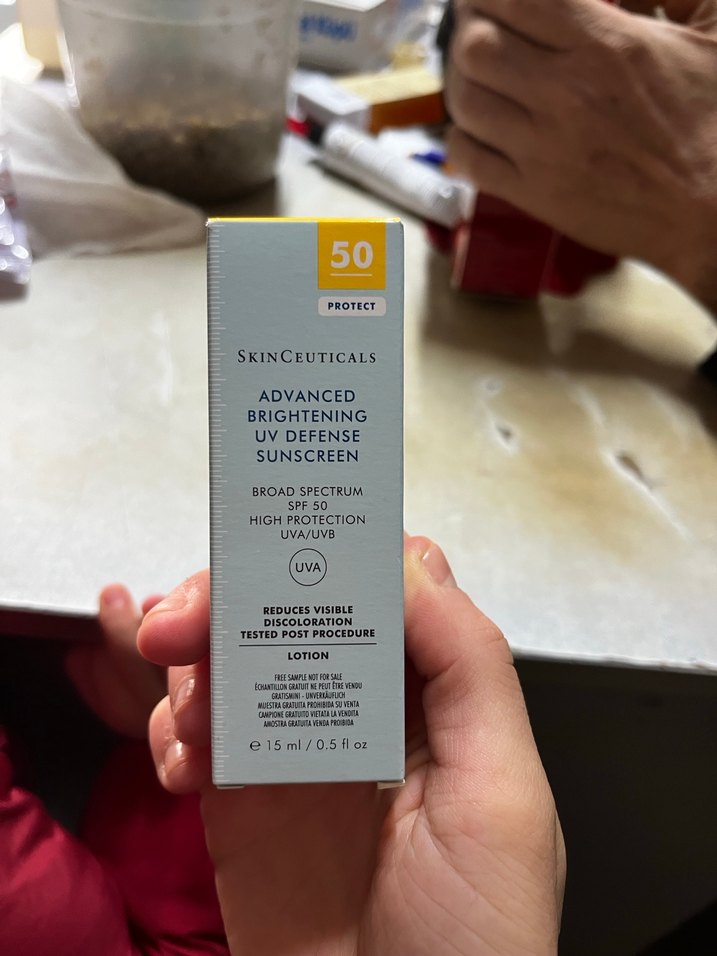 50
PROTECT
SKINCEUTICALS
ADVANCED
BRIGHTENING
UV DEFENSE
SUNSCREEN
BROAD SPECTRUM
SPF 50
HIGH PROTECTION
UVA/UVB
UVA
REDUCES VISIBLE
DISCOLORATION
TESTED POST PROCEDURE
LOTION
FREE SAMPLE NOT FOR SALE
ÉCHANTILLON GRATUIT NE PEUT ÊTRE VENDU
GRATISMINI - UNVERKÄUFLICH
MUESTRA GRATUITA PROHIBIDA SU VENTA
CAMPIONE GRATUITO VIETATA LA VENDITA
AMOSTRA GRATUITA VENDA PROIBIDA
e 15 ml / 0.5 fl oz